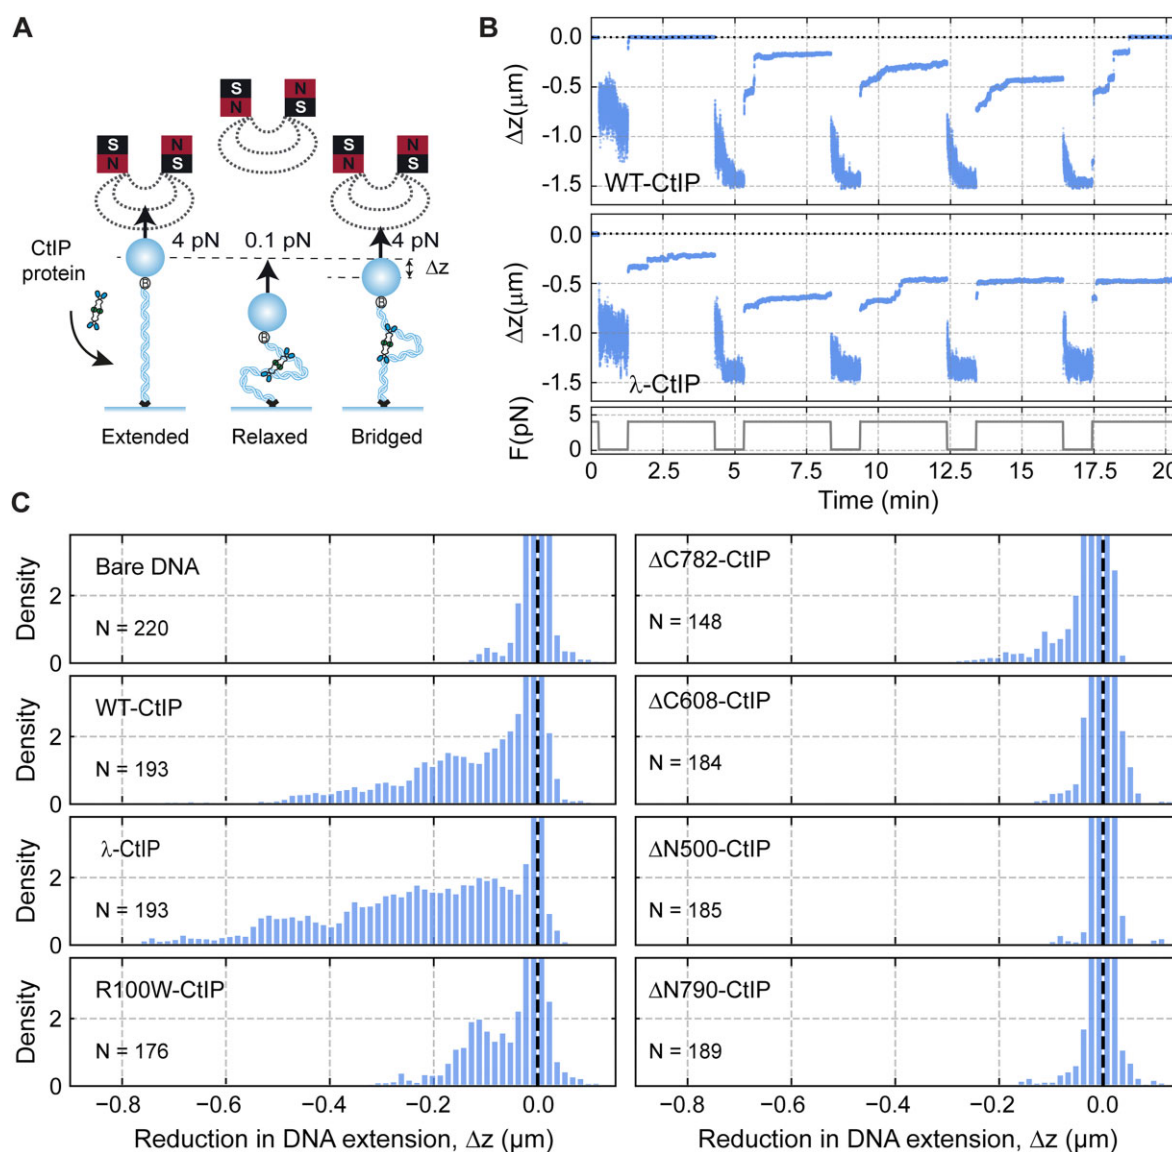 A
S N
N S
S N
N S
S N
N S
4 pN
0.1 pN
4 pN
Δz
CtIP
protein
B
B
B
Extended
Relaxed
Bridged
B
Δz(μm)
0.0
-0.5
-1.0
-1.5
WT-CtIP
Δz(μm)
0.0
-0.5
-1.0
-1.5
λ-CtIP
F(pN)
5
0
0 2.5 5 7.5 10 12.5 15 17.5 20
Time (min)
C
Density
2
0
Bare DNA
N = 220
Density
2
0
WT-CtIP
N = 193
Density
2
0
λ-CtIP
N = 193
Density
2
0
R100W-CtIP
N = 176
−0.8 −0.6 −0.4 −0.2 0.0
Reduction in DNA extension, Δz (μm)
ΔC782-CtIP
N = 148
ΔC608-CtIP
N = 184
ΔN500-CtIP
N = 185
ΔN790-CtIP
N = 189
−0.8 −0.6 −0.4 −0.2 0.0
Reduction in DNA extension, Δz (μm)